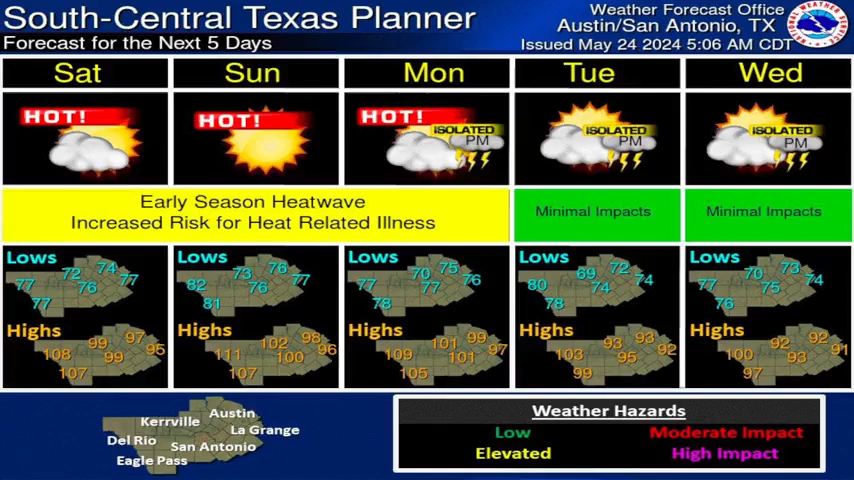 South-Central Texas Planner
Forecast for the Next 5 Days
Weather Forecast Office
Austin/San Antonio, TX
Issued May 24 2024 5:06 AM CDT
Sat
Sun
Mon
Tue
Wed
HOT!
HOT!
HOT!
ISOLATED
PM
ISOLATED
PM
ISOLATED
PM
Early Season Heatwave
Increased Risk for Heat Related Illness
Minimal Impacts
Minimal Impacts
Lows
77 72 74 77
76
77
Lows
82 73 76 77
76
81
Lows
77 70 75 76
77
78
Lows
80 69 72 74
74
78
Lows
77 70 73 74
75
76
Highs
108 99 97 95
99
107
Highs
111 102 98 96
100
107
Highs
109 101 99 97
101
105
Highs
103 93 93 92
95
99
Highs
100 92 92 91
93
97
Austin
Kerrville
La Grange
Del Rio
San Antonio
Eagle Pass
Weather Hazards
Low
Moderate Impact
Elevated
High Impact